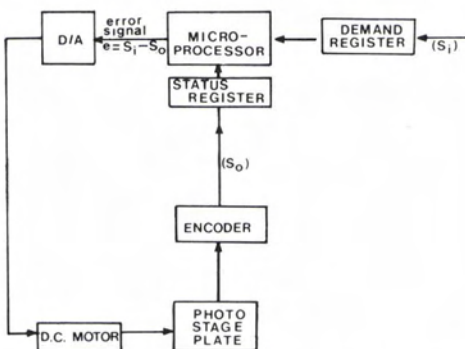 D/A
error
signal
e = Si − So
MICRO-
PROCESSOR
DEMAND
REGISTER
(Si)
STATUS
REGISTER
(So)
ENCODER
D.C. MOTOR
PHOTO
STAGE
PLATE